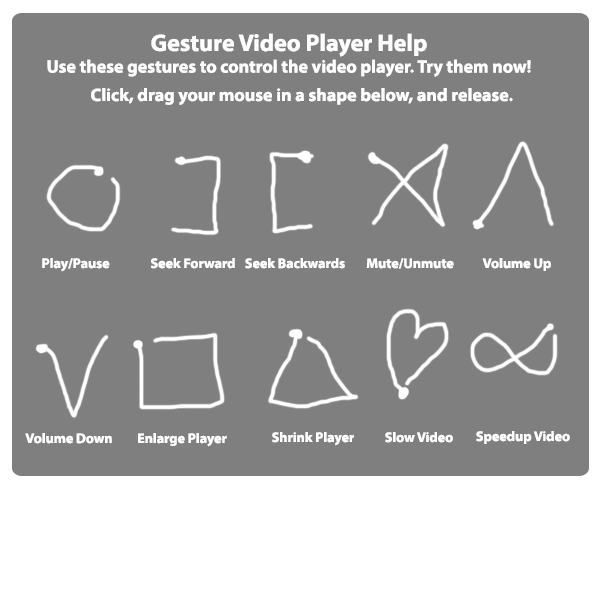 Gesture Video Player Help
Use these gestures to control the video player. Try them now!
Click, drag your mouse in a shape below, and release.
Play/Pause
Seek Forward
Seek Backwards
Mute/Unmute
Volume Up
Volume Down
Enlarge Player
Shrink Player
Slow Video
Speedup Video